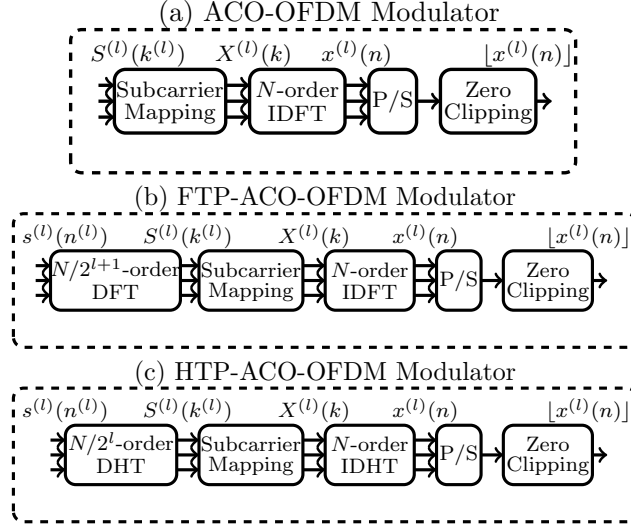 (a) ACO-OFDM Modulator
S^{(l)}(k^{(l)}) X^{(l)}(k) x^{(l)}(n) ⌊x^{(l)}(n)⌋
Subcarrier Mapping
N-order IDFT
P/S
Zero Clipping
(b) FTP-ACO-OFDM Modulator
s^{(l)}(n^{(l)}) S^{(l)}(k^{(l)}) X^{(l)}(k) x^{(l)}(n) ⌊x^{(l)}(n)⌋
N/2^{l+1}-order DFT
Subcarrier Mapping
N-order IDFT
P/S
Zero Clipping
(c) HTP-ACO-OFDM Modulator
s^{(l)}(n^{(l)}) S^{(l)}(k^{(l)}) X^{(l)}(k) x^{(l)}(n) ⌊x^{(l)}(n)⌋
N/2^{l}-order DHT
Subcarrier Mapping
N-order IDHT
P/S
Zero Clipping